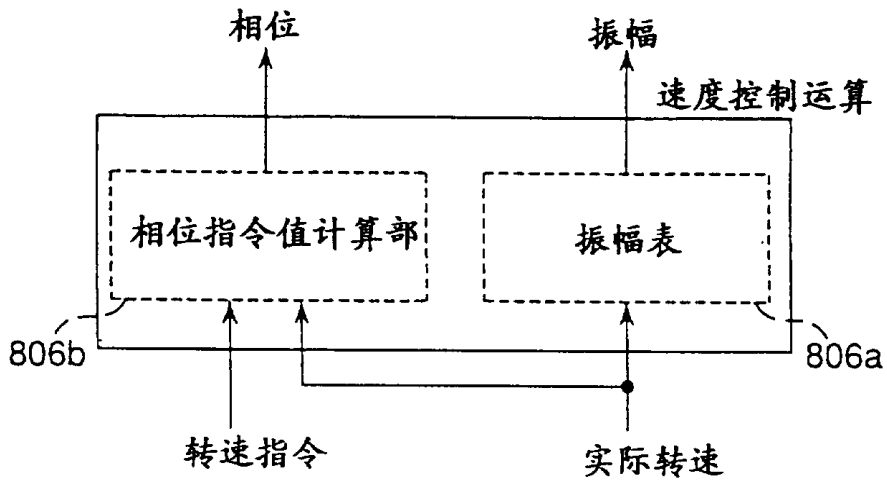 相位
振幅
速度控制运算
相位指令值计算部
振幅表
806b
806a
转速指令
实际转速